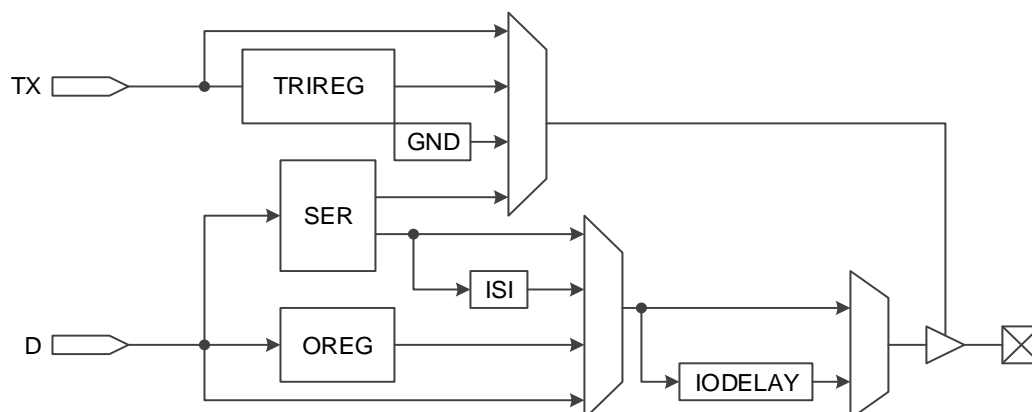 TX
TRIREG
GND
SER
ISI
D
OREG
IODELAY